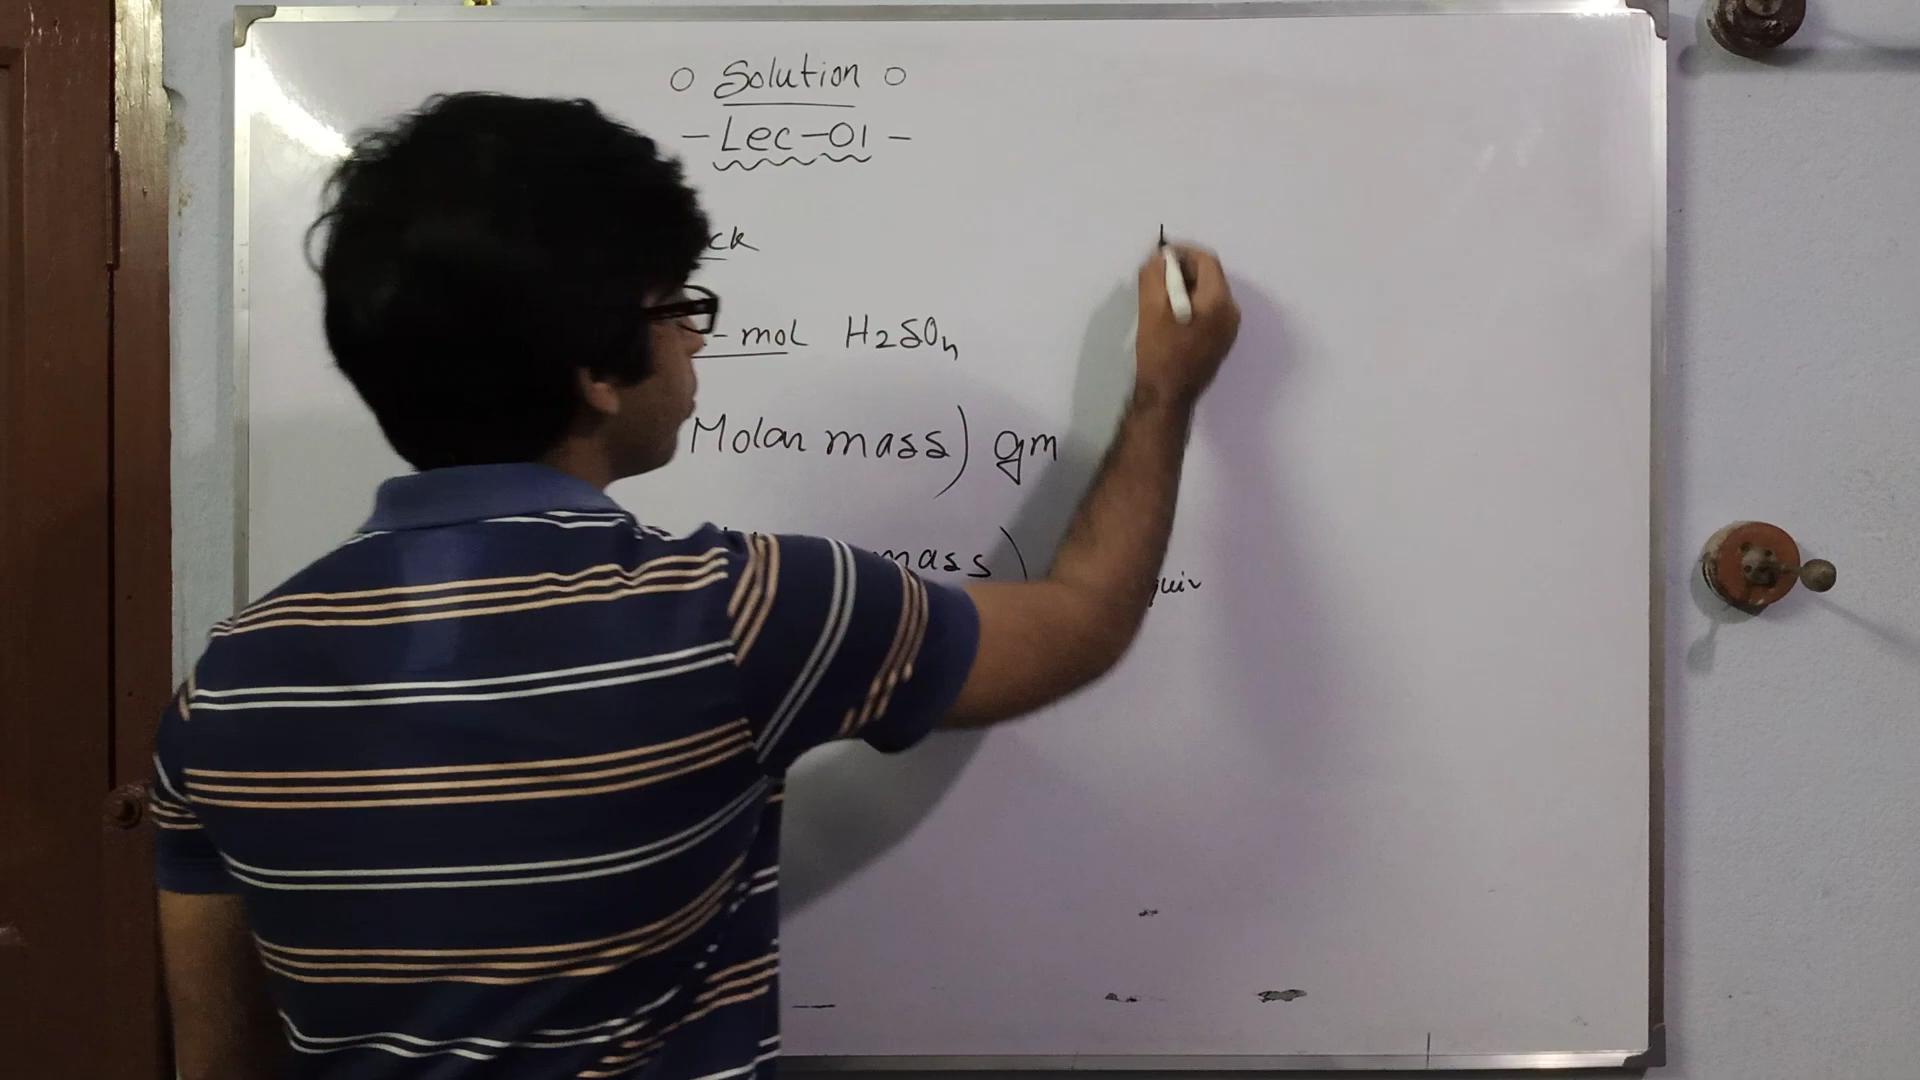 ○ Solution ○
- Lec-01 -
ck
- mol H2SO4
Molar mass) gm
mass)
quiv